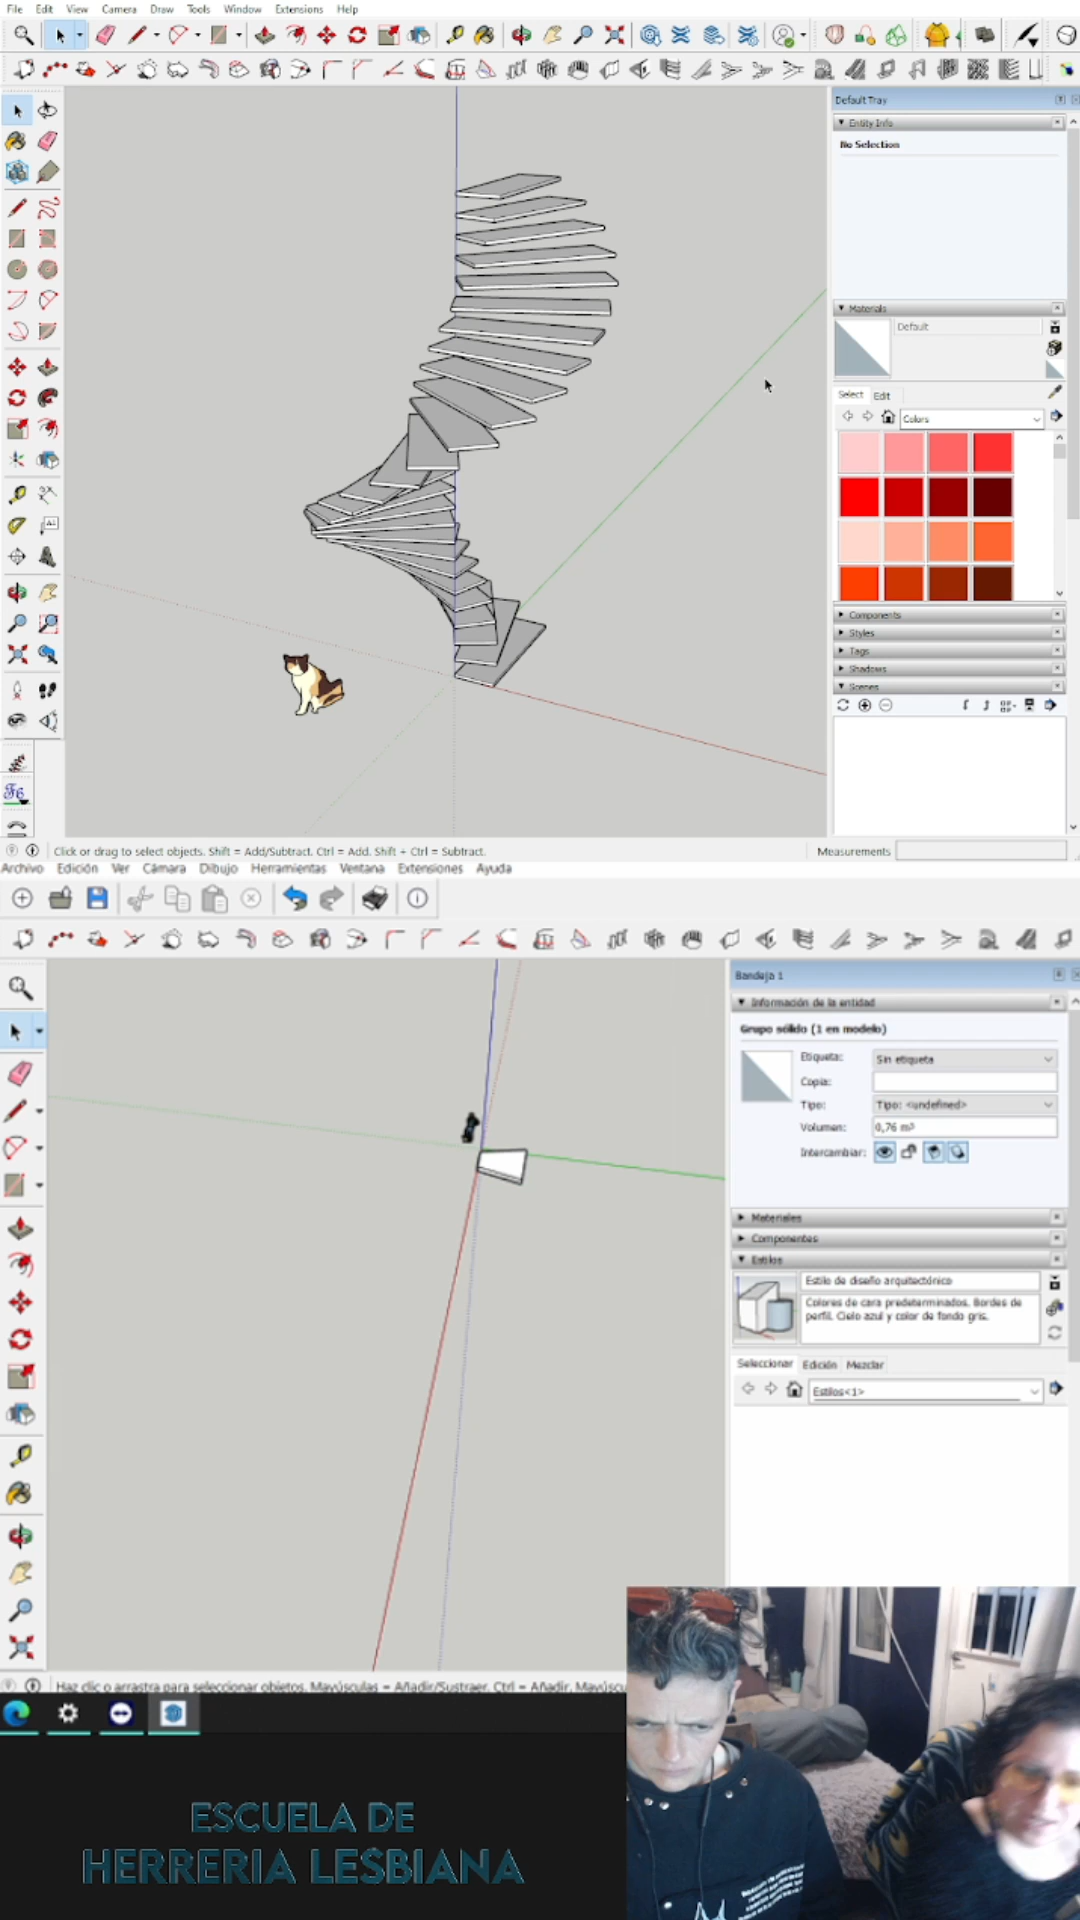 File Edit View Camera Draw Tools Window Extensions Help
Default Tray
Entity Info
No Selection
Materials
Default
Select Edit
Colors
Components
Styles
Tags
Shadows
Scenes
Click or drag to select objects. Shift = Add/Subtract. Ctrl = Add. Shift + Ctrl = Subtract.
Measurements
Archivo Edición Ver Cámara Dibujo Herramientas Ventana Extensiones Ayuda
Bandeja 1
Información de la entidad
Grupo sólido (1 en modelo)
Etiqueta: Sin etiqueta
Copia:
Tipo: Tipo: <undefined>
Volumen: 0,76 m³
Intercambiar:
Materiales
Componentes
Estilos
Estilo de diseño arquitectónico
Colores de cara predeterminados. Bordes de
perfil. Cielo azul y color de fondo gris.
Seleccionar Edición Mezclar
Estilos<1>
Haz clic o arrastra para seleccionar objetos. Mayúsculas = Añadir/Sustraer. Ctrl = Añadir. Mayúscu
ESCUELA DE
HERRERIA LESBIANA